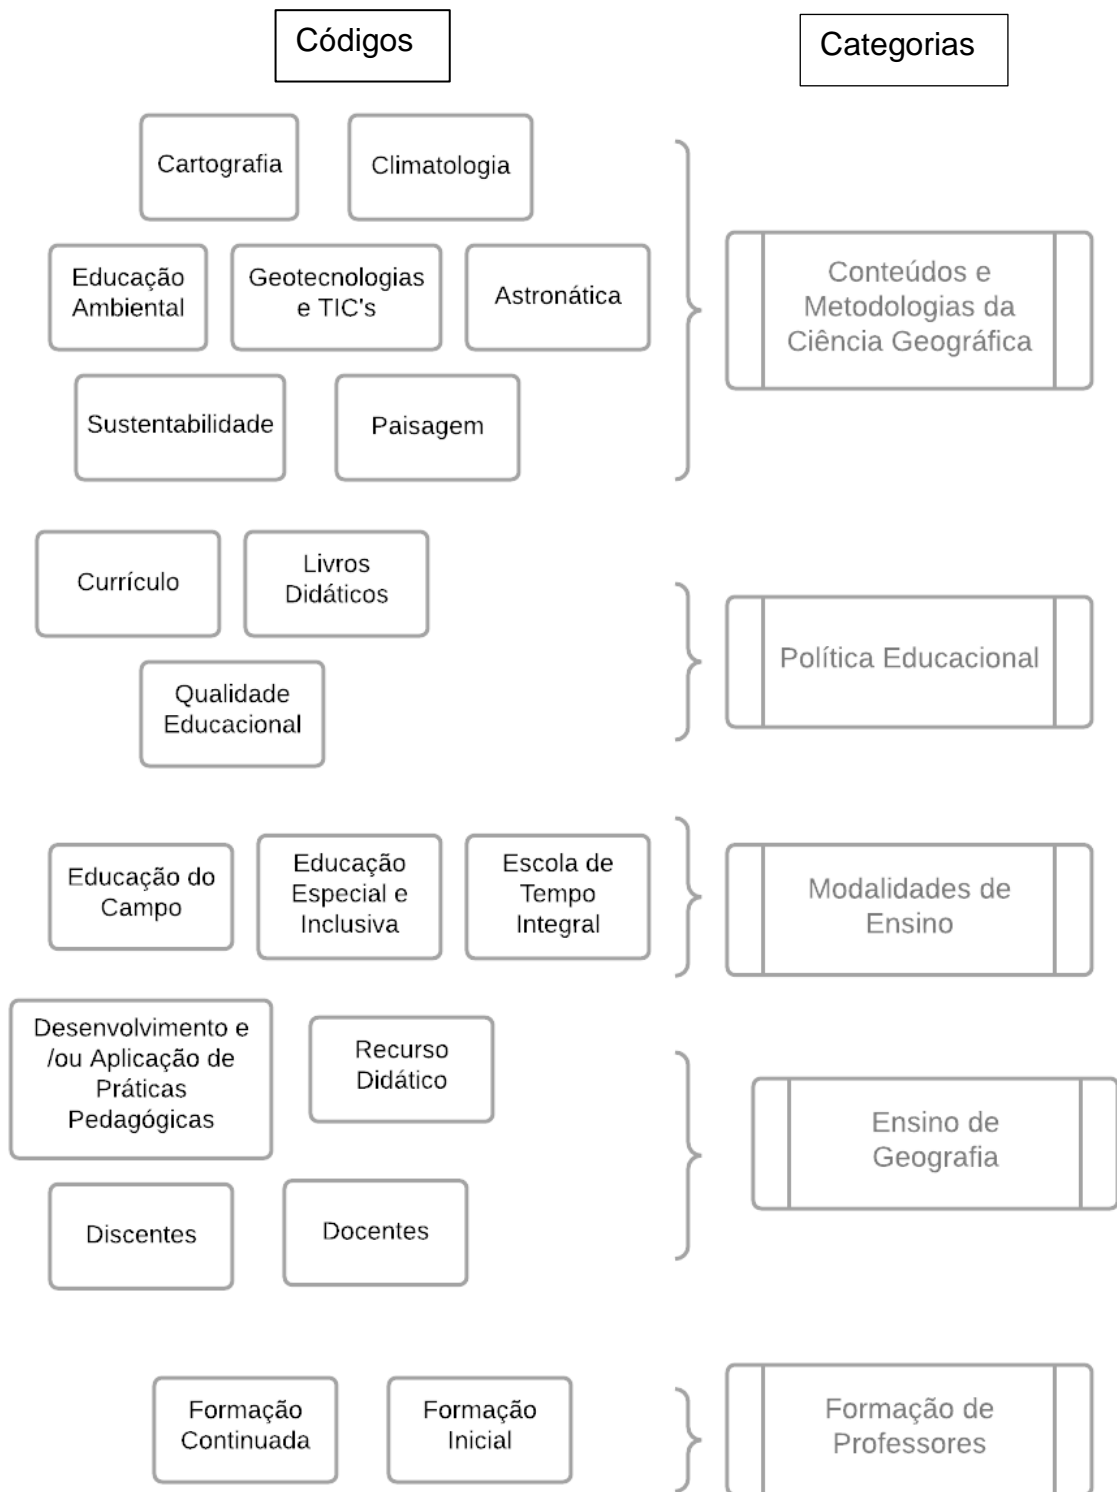 Códigos
Categorias
Cartografia
Climatologia
Educação
Ambiental
Geotecnologias
e TIC's
Astronática
Sustentabilidade
Paisagem
Conteúdos e
Metodologias da
Ciência Geográfica
Currículo
Livros
Didáticos
Qualidade
Educacional
Política Educacional
Educação do
Campo
Educação
Especial e
Inclusiva
Escola de
Tempo
Integral
Modalidades de
Ensino
Desenvolvimento e
/ou Aplicação de
Práticas
Pedagógicas
Recurso
Didático
Discentes
Docentes
Ensino de
Geografia
Formação
Continuada
Formação
Inicial
Formação de
Professores